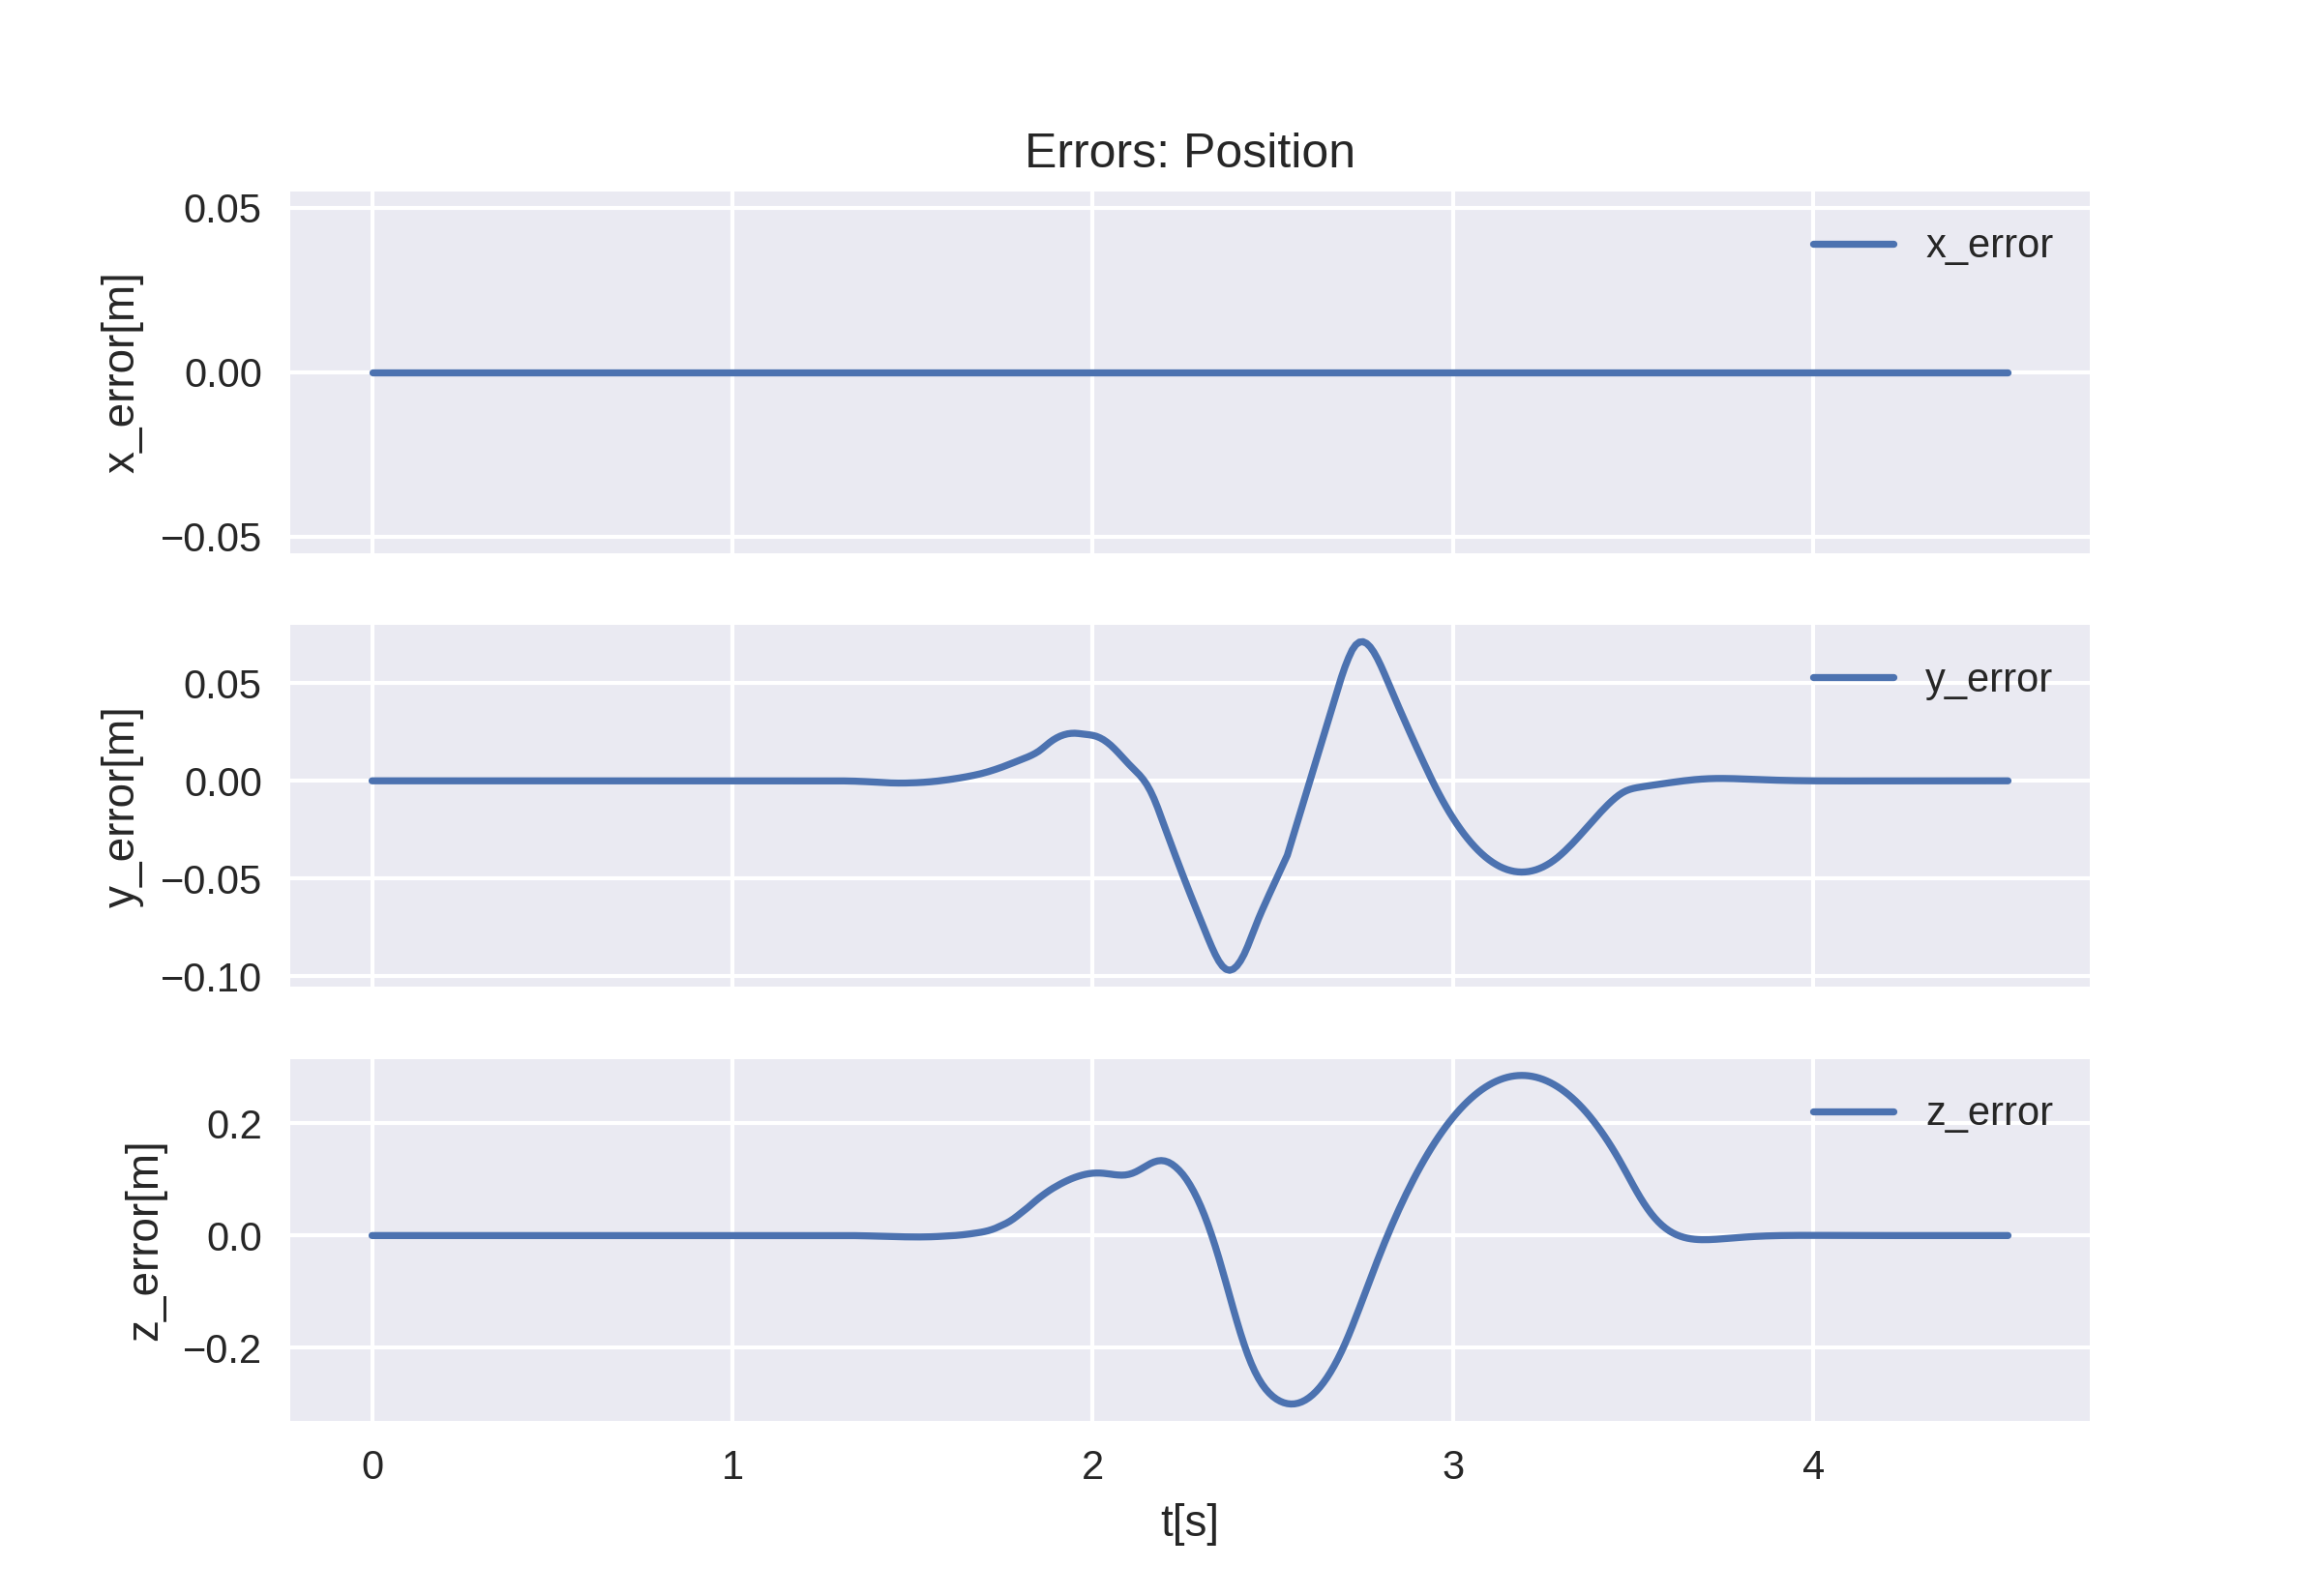 Errors: Position
0.05
0.00
−0.05
x_error[m]
x_error
0.05
0.00
−0.05
−0.10
y_error[m]
y_error
0.2
0.0
−0.2
z_error[m]
z_error
0 1 2 3 4
t[s]